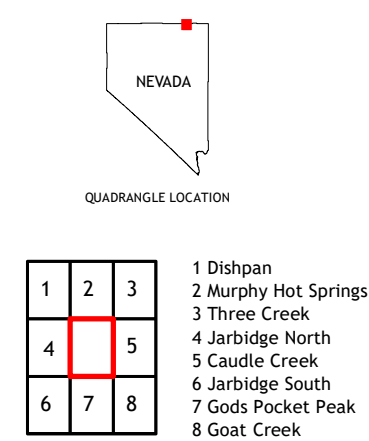 NEVADA
QUADRANGLE LOCATION
1 2 3
4 5
6 7 8
1 Dishpan
2 Murphy Hot Springs
3 Three Creek
4 Jarbidge North
5 Caudle Creek
6 Jarbidge South
7 Gods Pocket Peak
8 Goat Creek